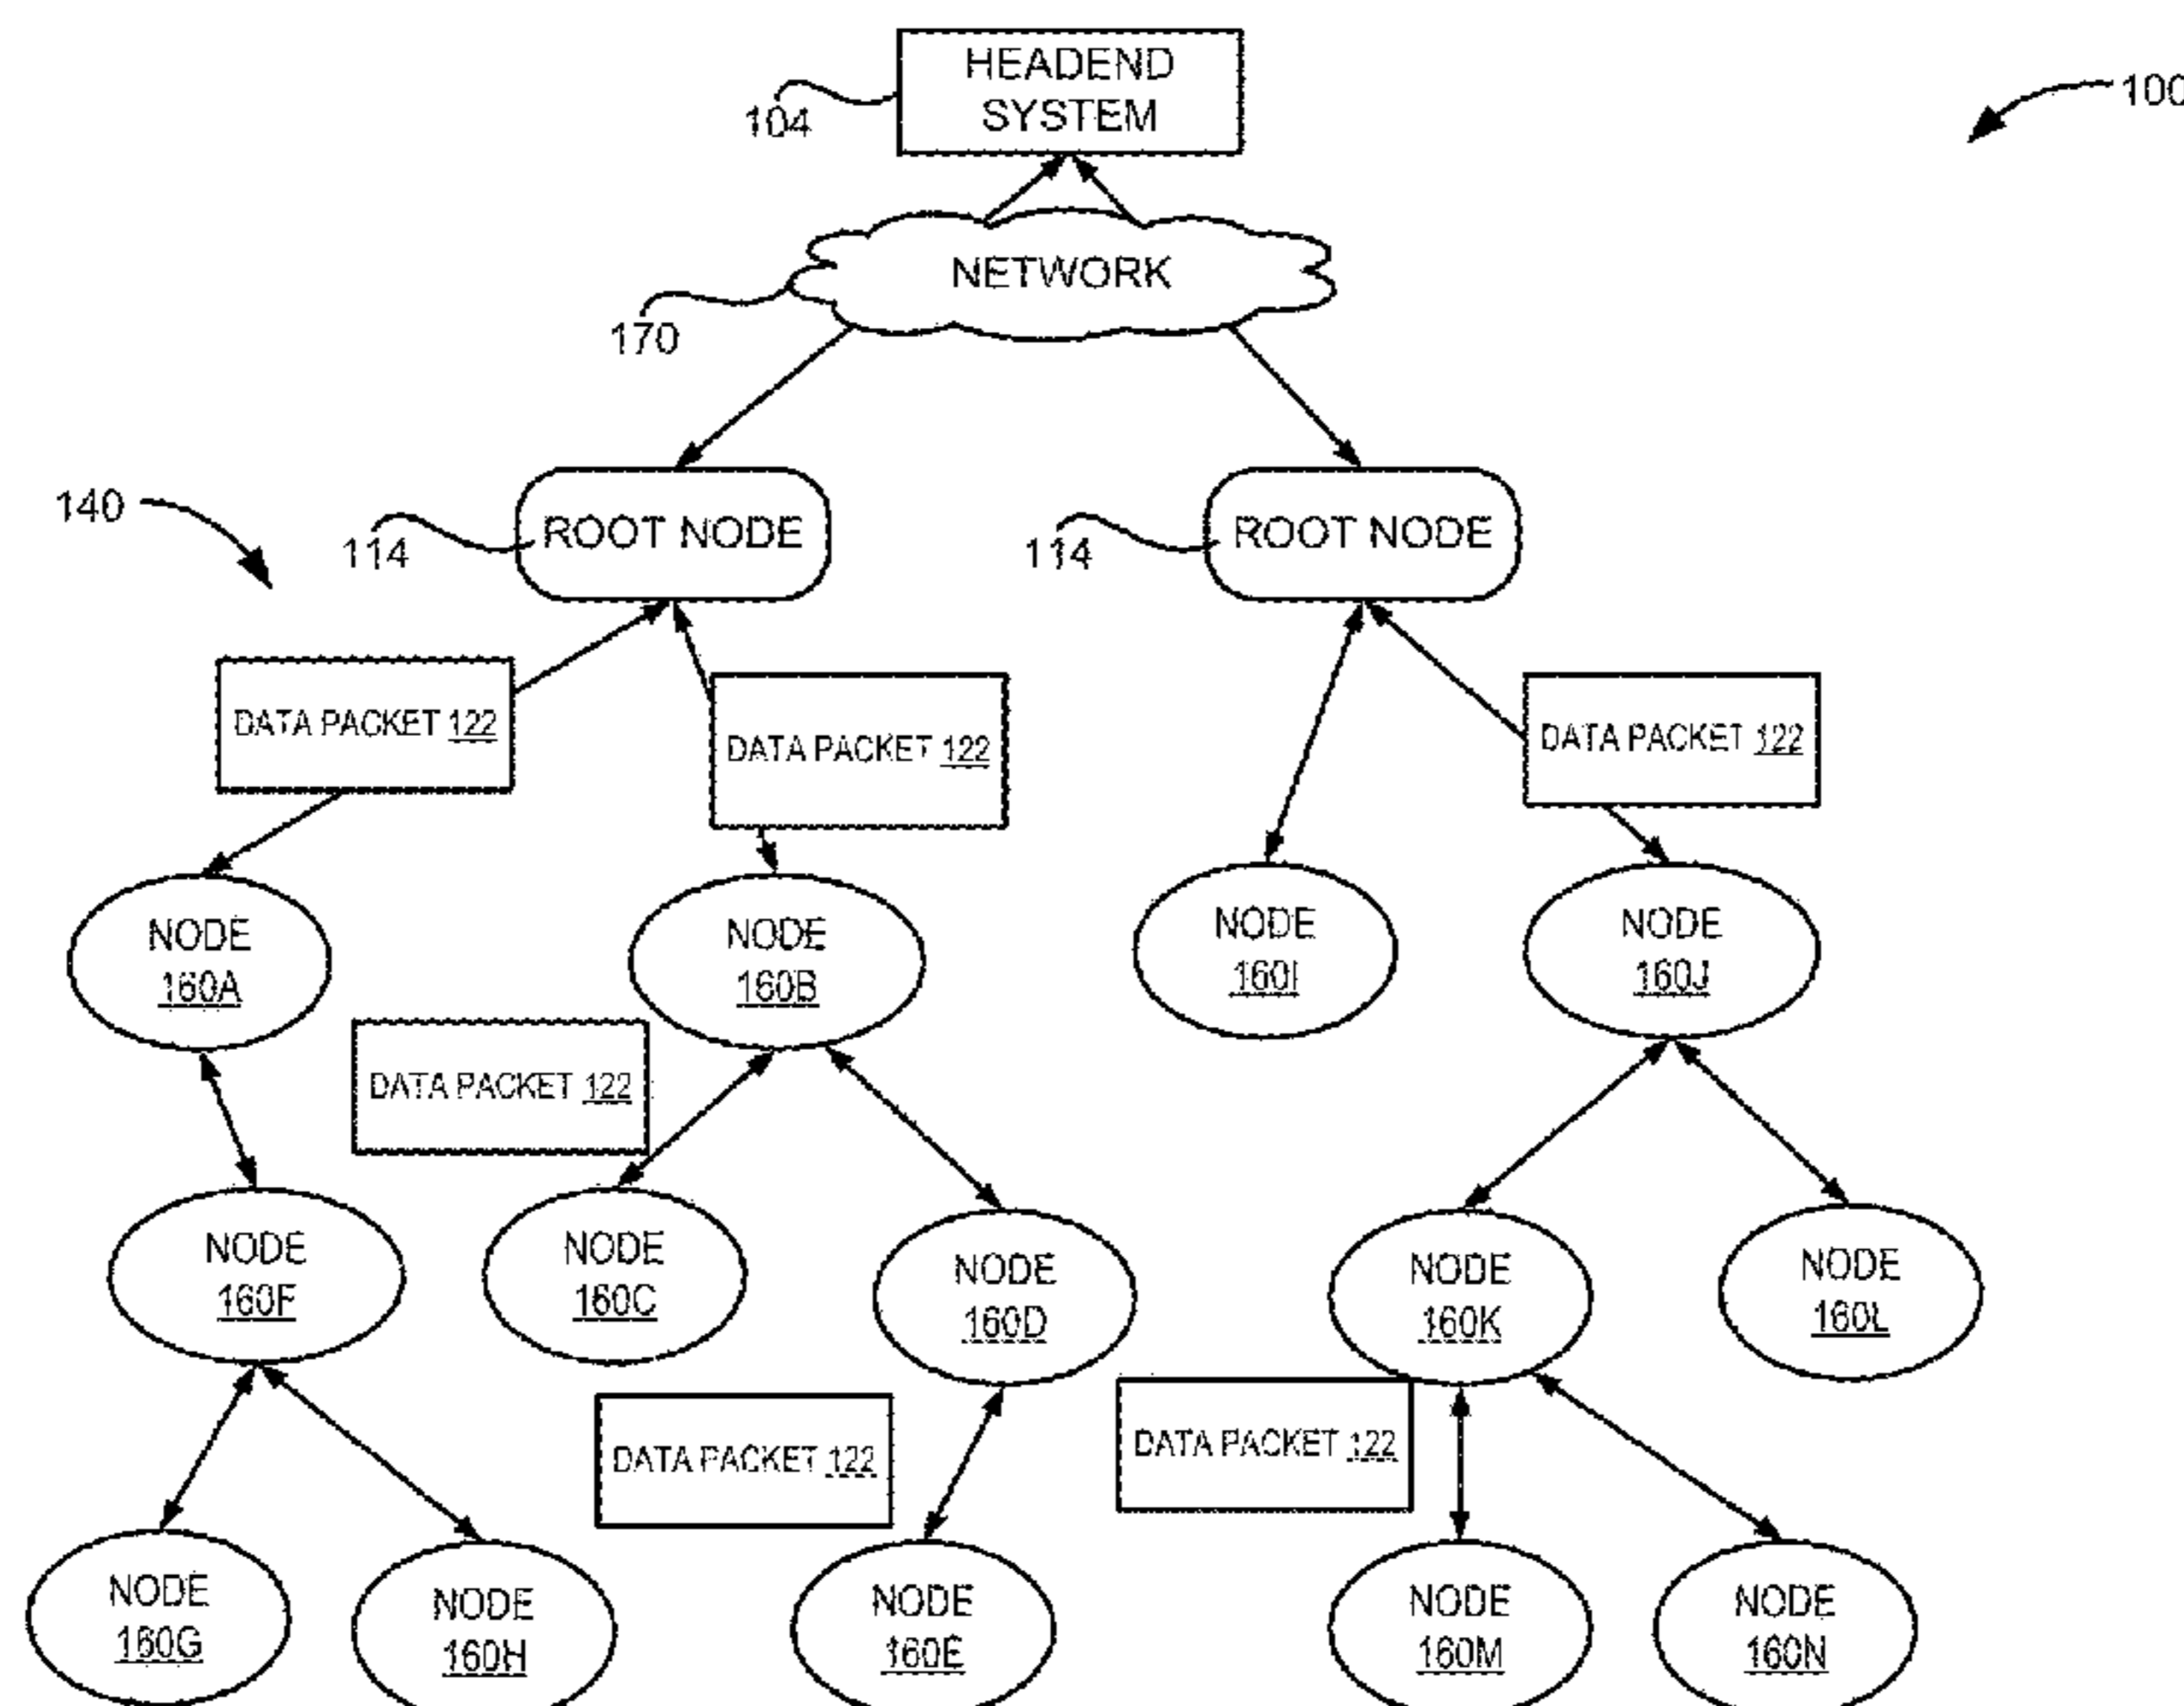 HEADEND
SYSTEM
104
100
NETWORK
170
140
114
ROOT NODE
114
ROOT NODE
DATA PACKET 122
DATA PACKET 122
DATA PACKET 122
NODE
160A
NODE
160B
NODE
160I
NODE
160J
DATA PACKET 122
NODE
160F
NODE
160C
NODE
160D
NODE
160K
NODE
160L
DATA PACKET 122
DATA PACKET 122
NODE
160G
NODE
160H
NODE
160E
NODE
160M
NODE
160N